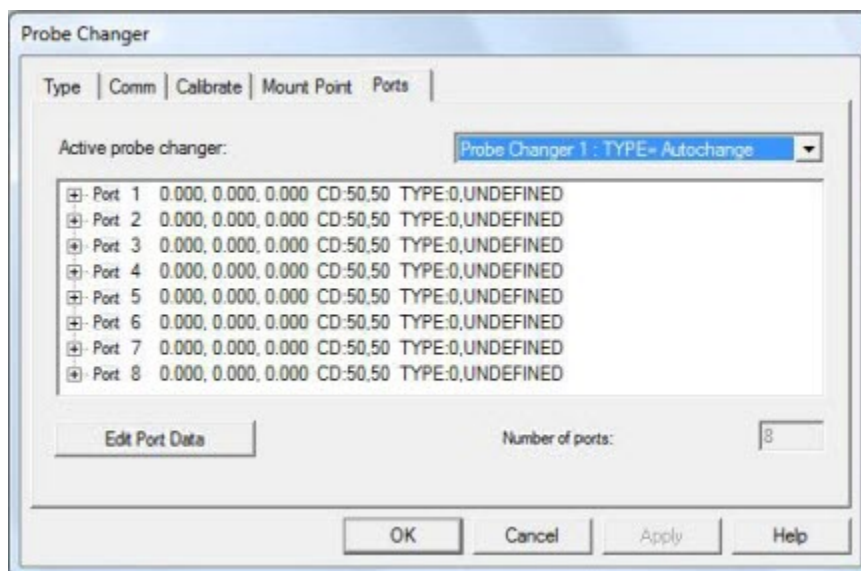 Probe Changer
Type Comm Calibrate Mount Point Ports
Active probe changer: Probe Changer 1 : TYPE= Autochange
Port 1 0.000, 0.000, 0.000 CD:50,50 TYPE:0,UNDEFINED
Port 2 0.000, 0.000, 0.000 CD:50,50 TYPE:0,UNDEFINED
Port 3 0.000, 0.000, 0.000 CD:50,50 TYPE:0,UNDEFINED
Port 4 0.000, 0.000, 0.000 CD:50,50 TYPE:0,UNDEFINED
Port 5 0.000, 0.000, 0.000 CD:50,50 TYPE:0,UNDEFINED
Port 6 0.000, 0.000, 0.000 CD:50,50 TYPE:0,UNDEFINED
Port 7 0.000, 0.000, 0.000 CD:50,50 TYPE:0,UNDEFINED
Port 8 0.000, 0.000, 0.000 CD:50,50 TYPE:0,UNDEFINED
Edit Port Data Number of ports: 8
OK Cancel Apply Help